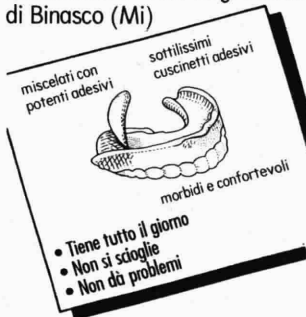 di Binasco (Mi)
miscelati con
potenti adesivi
sottilissimi
cuscinetti adesivi
morbidi e confortevoli
• Tiene tutto il giorno
• Non si scioglie
• Non dà problemi